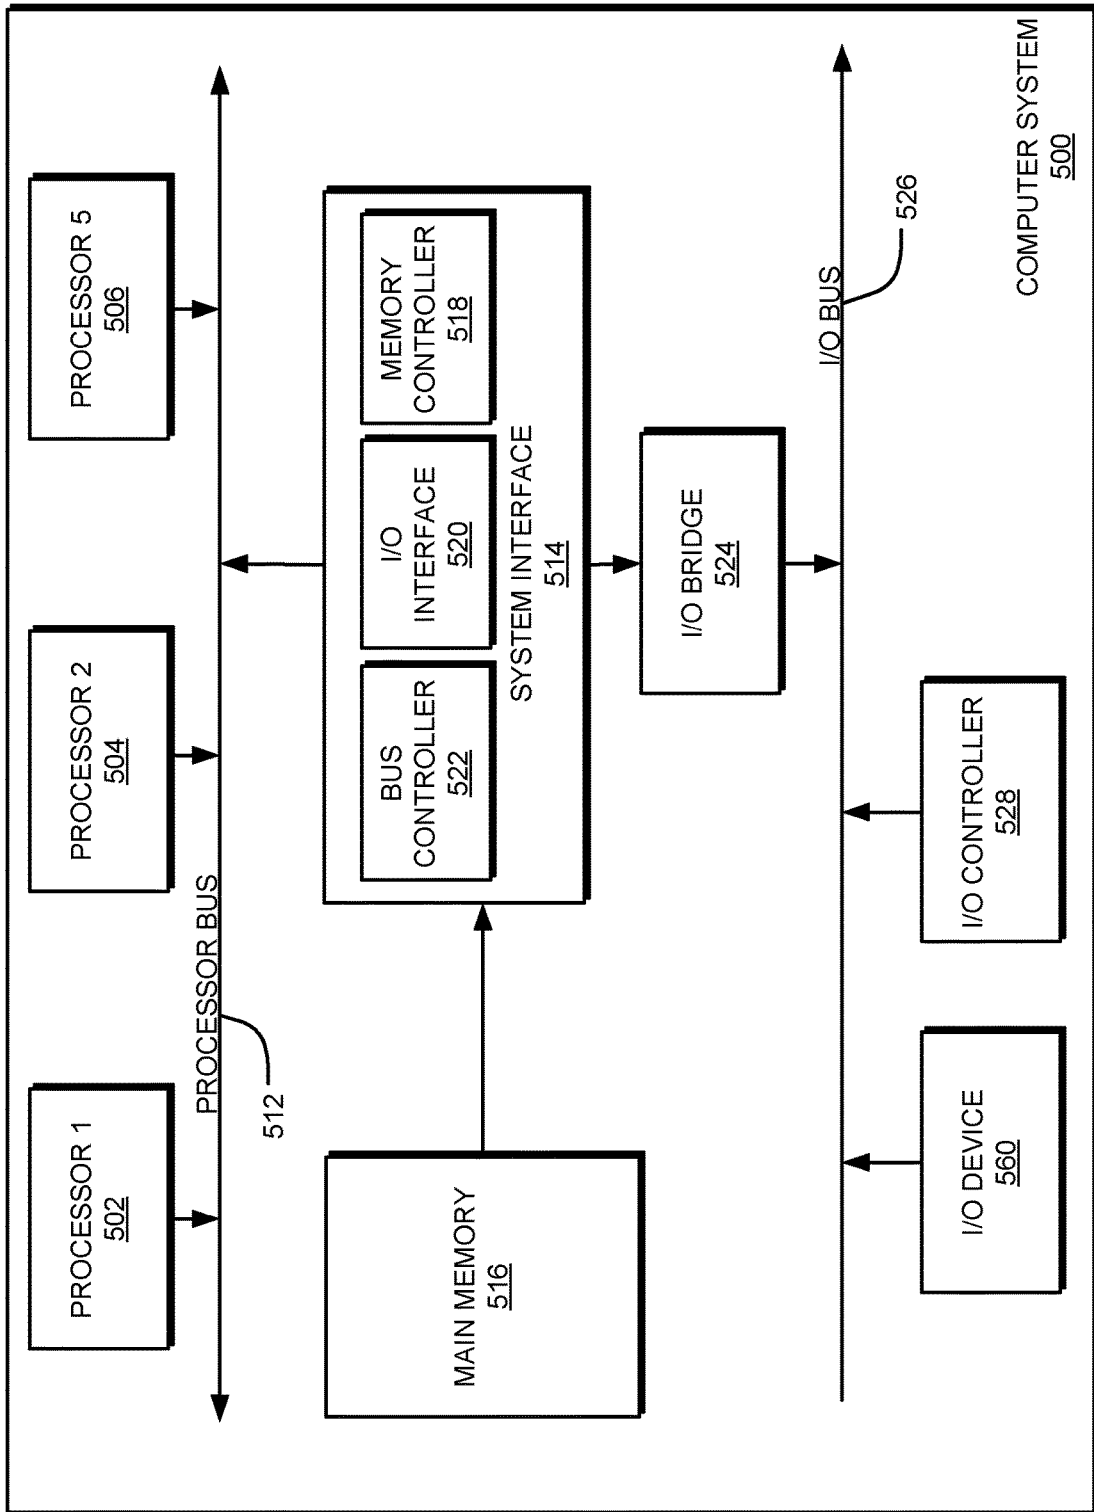 PROCESSOR 1
502
PROCESSOR 2
504
PROCESSOR 5
506
PROCESSOR BUS
512
MAIN MEMORY
516
BUS
CONTROLLER
522
I/O
INTERFACE
520
MEMORY
CONTROLLER
518
SYSTEM INTERFACE
514
I/O BRIDGE
524
I/O BUS
526
I/O DEVICE
560
I/O CONTROLLER
528
COMPUTER SYSTEM
500